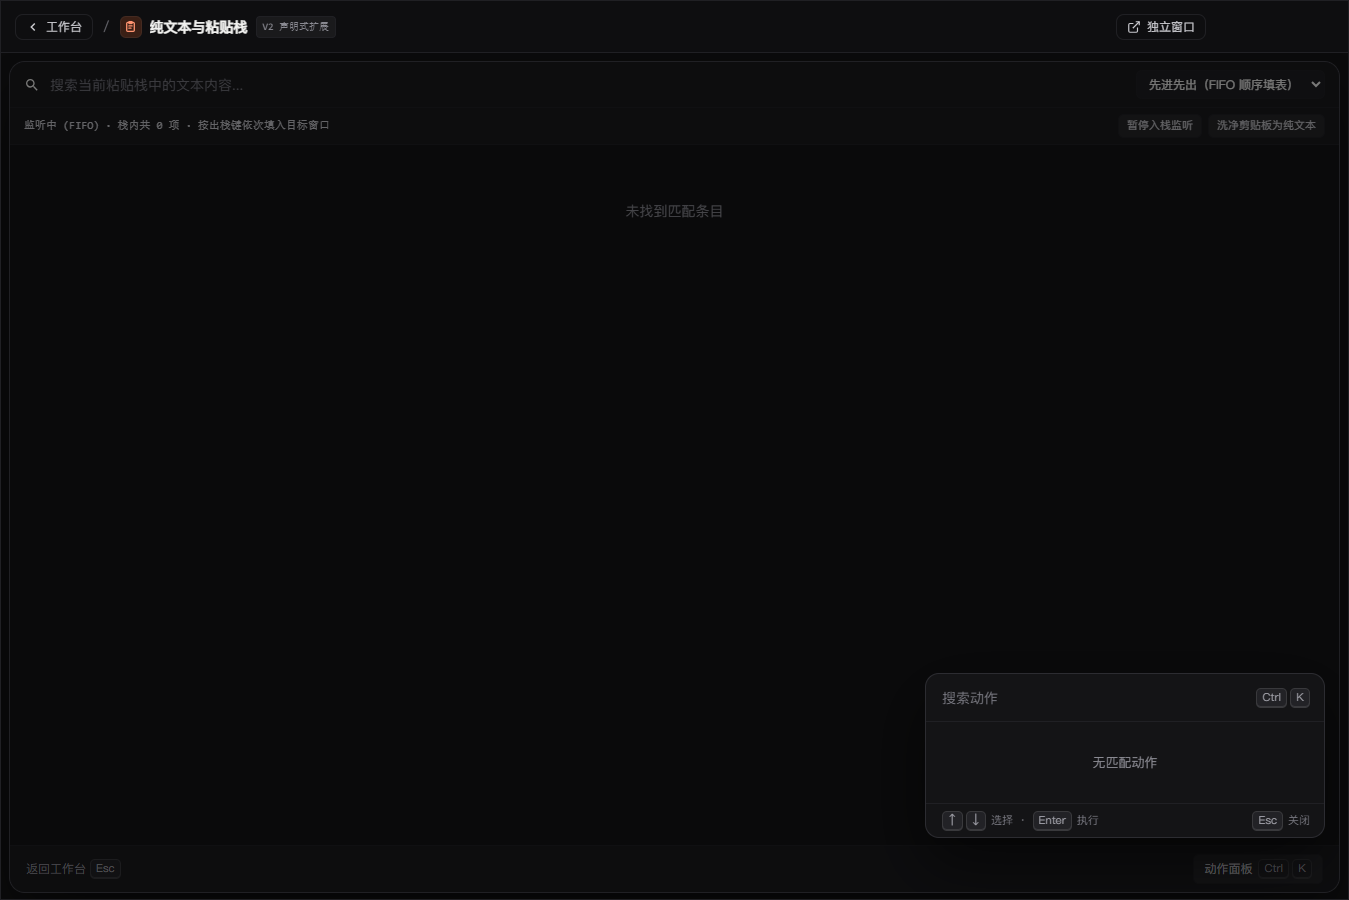 工作台 / 纯文本与粘贴栈 V2 声明式扩展 独立窗口
搜索当前粘贴栈中的文本内容... 先进先出（FIFO 顺序填表）
监听中 (FIFO) · 栈内共 0 项 · 按出栈键依次填入目标窗口 暂停入栈监听 洗净剪贴板为纯文本
未找到匹配条目
搜索动作 Ctrl K
无匹配动作
↑ ↓ 选择 · Enter 执行 Esc 关闭
返回工作台 Esc 动作面板 Ctrl K